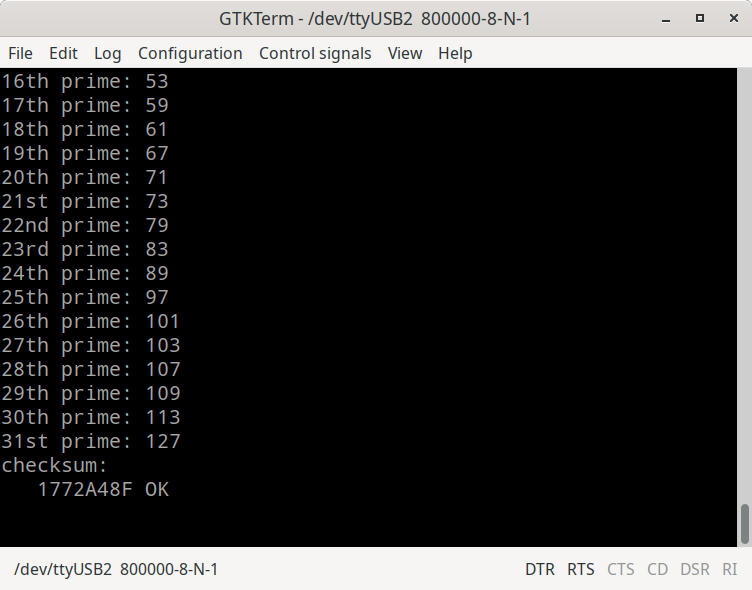 GTKTerm - /dev/ttyUSB2  800000-8-N-1
File Edit Log Configuration Control signals View Help
16th prime: 53
17th prime: 59
18th prime: 61
19th prime: 67
20th prime: 71
21st prime: 73
22nd prime: 79
23rd prime: 83
24th prime: 89
25th prime: 97
26th prime: 101
27th prime: 103
28th prime: 107
29th prime: 109
30th prime: 113
31st prime: 127
checksum:
   1772A48F OK
/dev/ttyUSB2  800000-8-N-1 DTR RTS CTS CD DSR RI